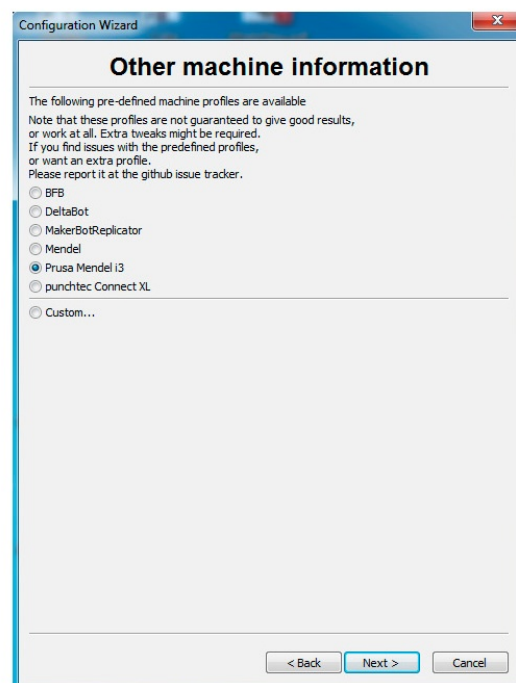 Configuration Wizard
Other machine information
The following pre-defined machine profiles are available
Note that these profiles are not guaranteed to give good results,
or work at all. Extra tweaks might be required.
If you find issues with the predefined profiles,
or want an extra profile.
Please report it at the github issue tracker.
BFB
DeltaBot
MakerBotReplicator
Mendel
Prusa Mendel i3
punchtec Connect XL
Custom...
< Back Next > Cancel